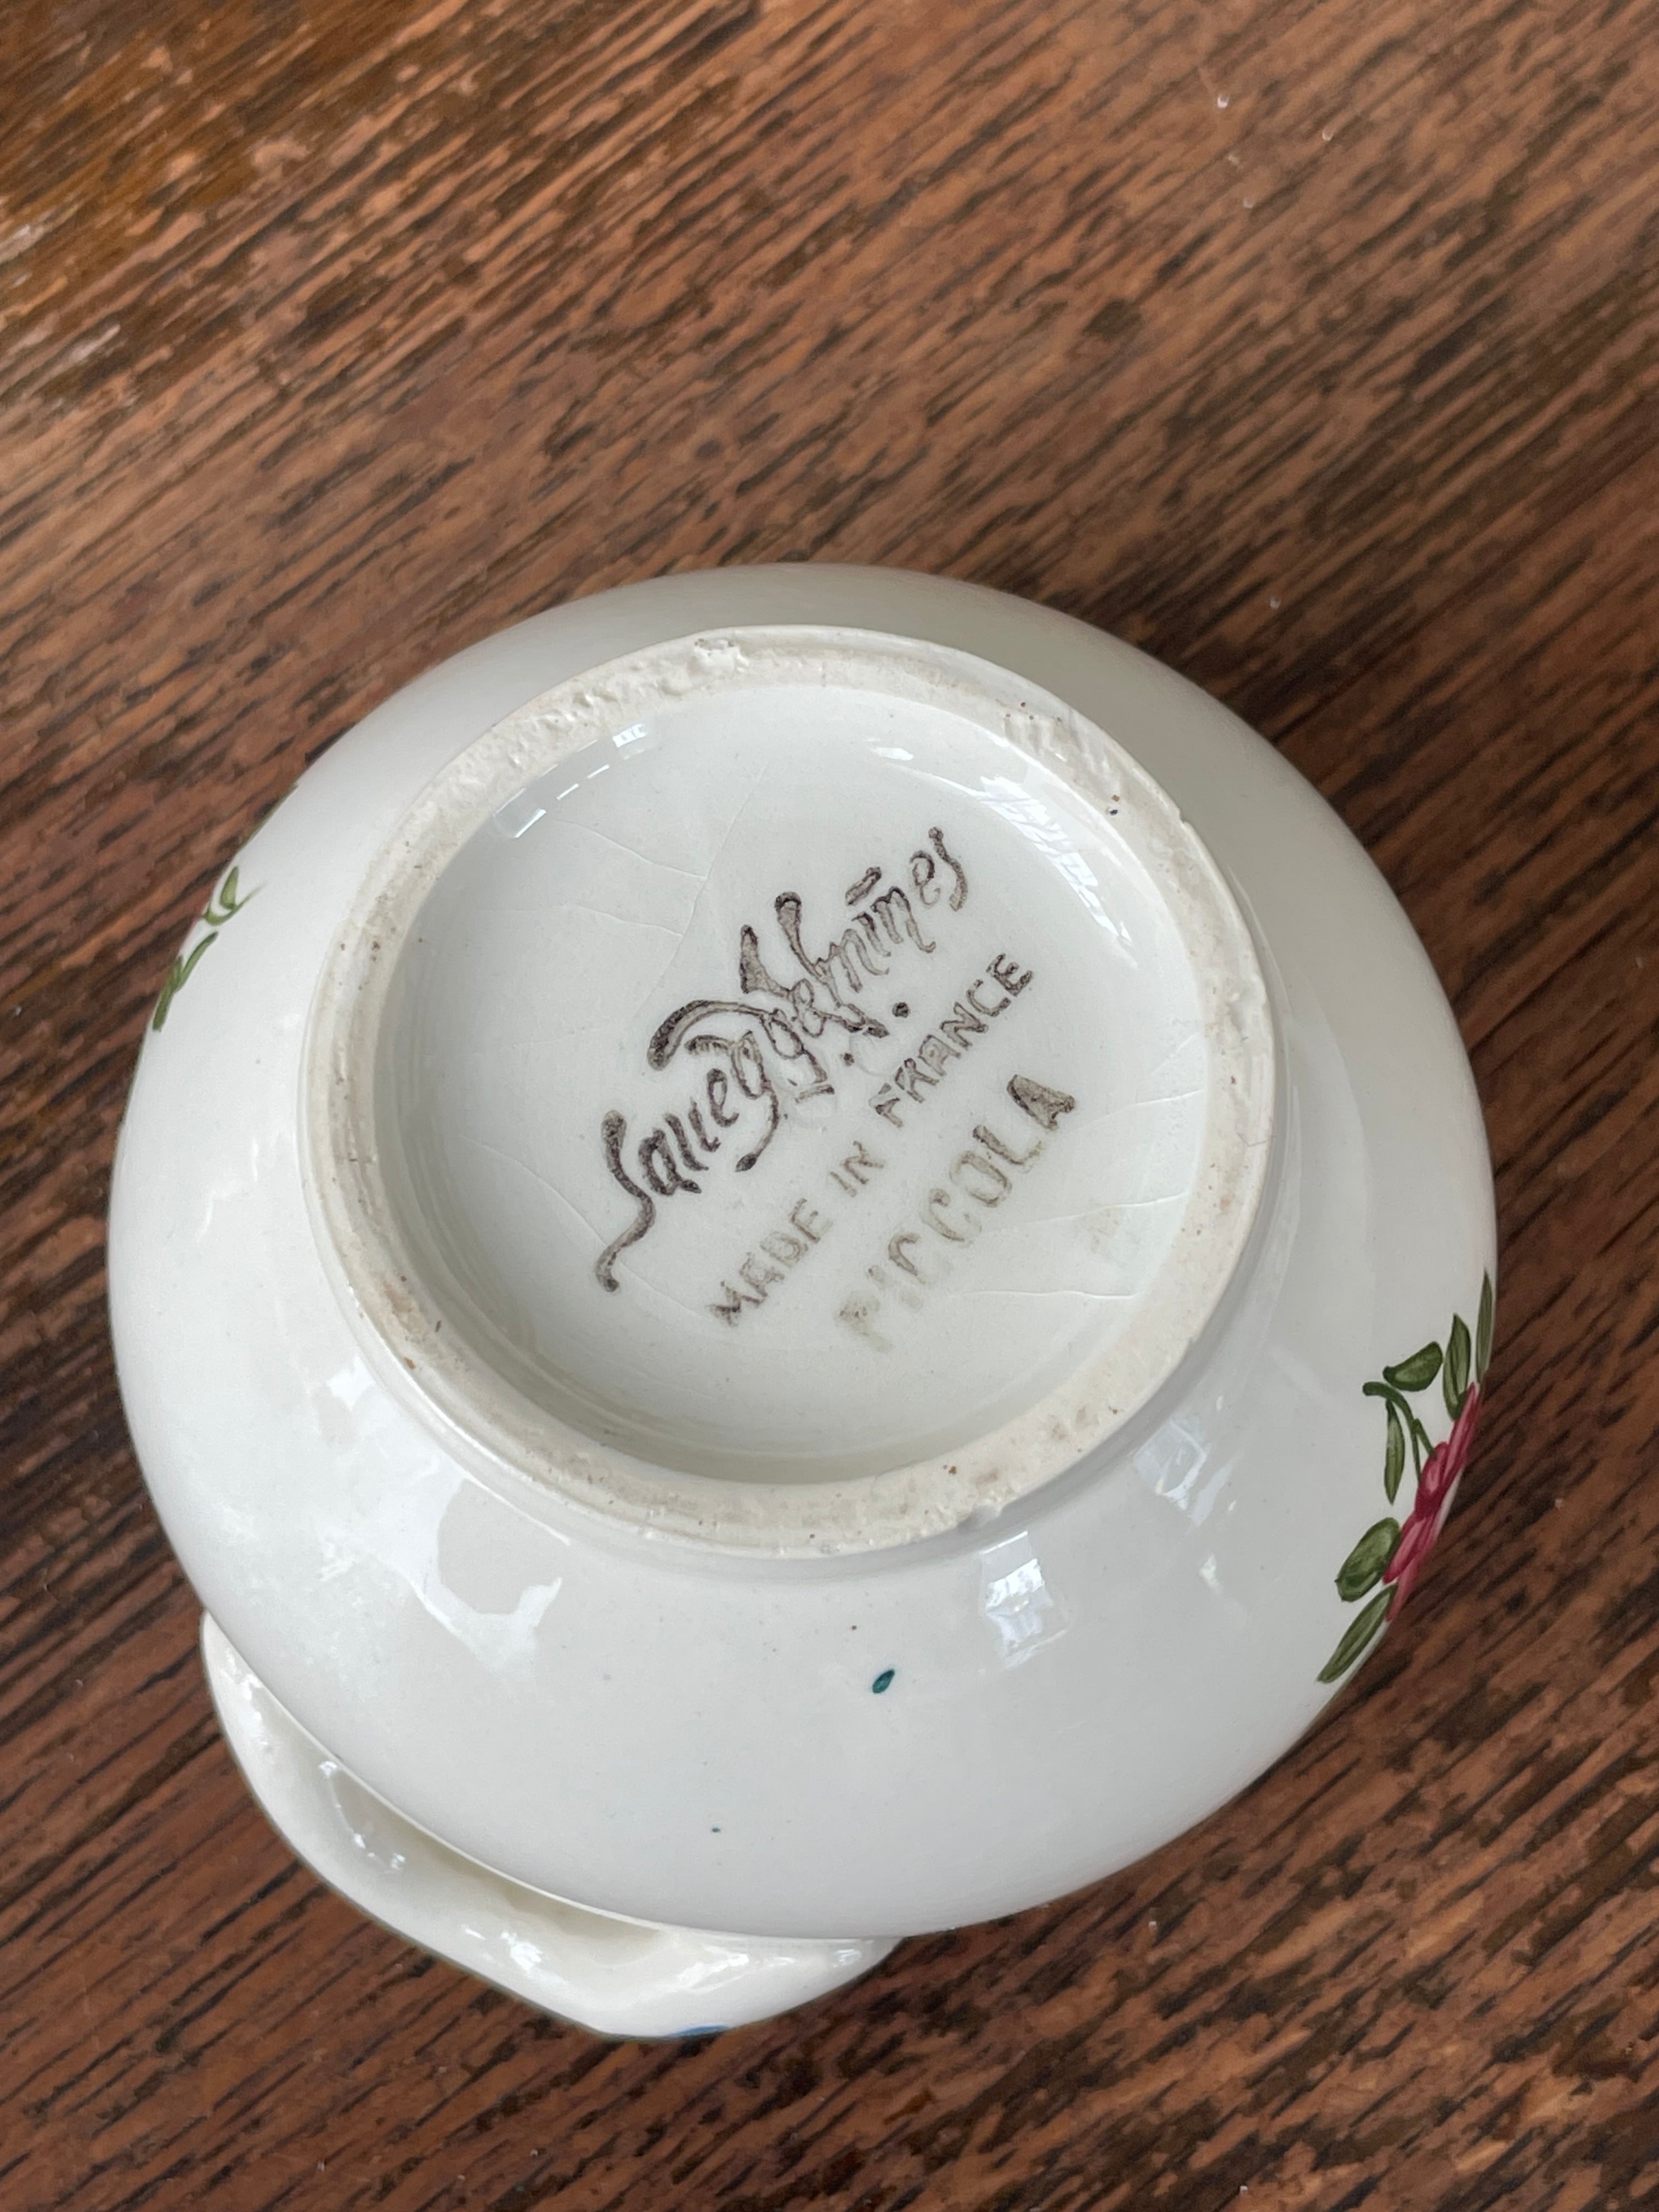 Sarreguemines
MADE IN FRANCE
PICCOLA